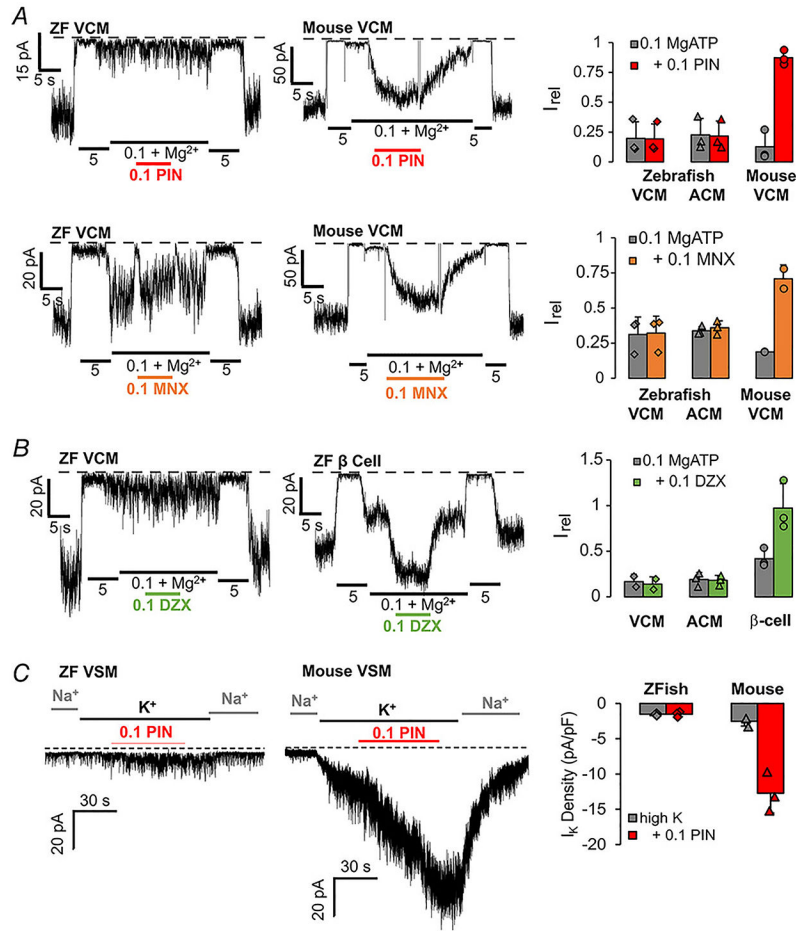 A
ZF VCM
15 pA
5 s
5
0.1 + Mg²⁺
5
0.1 PIN
Mouse VCM
50 pA
5 s
5
0.1 + Mg²⁺
5
0.1 PIN
Irel
1
0.75
0.5
0.25
0
0.1 MgATP
+ 0.1 PIN
Zebrafish
VCM
ACM
Mouse
VCM
ZF VCM
20 pA
5 s
5
0.1 + Mg²⁺
5
0.1 MNX
Mouse VCM
50 pA
5 s
5
0.1 + Mg²⁺
5
0.1 MNX
Irel
1
0.75
0.5
0.25
0
0.1 MgATP
+ 0.1 MNX
Zebrafish
VCM
ACM
Mouse
VCM
B
ZF VCM
20 pA
5 s
5
0.1 + Mg²⁺
5
0.1 DZX
ZF β Cell
20 pA
5 s
5
0.1 + Mg²⁺
5
0.1 DZX
Irel
1.5
1
0.5
0
0.1 MgATP
+ 0.1 DZX
VCM
ACM
β-cell
C
ZF VSM
Na⁺
K⁺
Na⁺
0.1 PIN
30 s
20 pA
Mouse VSM
Na⁺
K⁺
Na⁺
0.1 PIN
30 s
20 pA
ZFish
Mouse
IK Density (pA/pF)
0
-5
-10
-15
-20
high K
+ 0.1 PIN